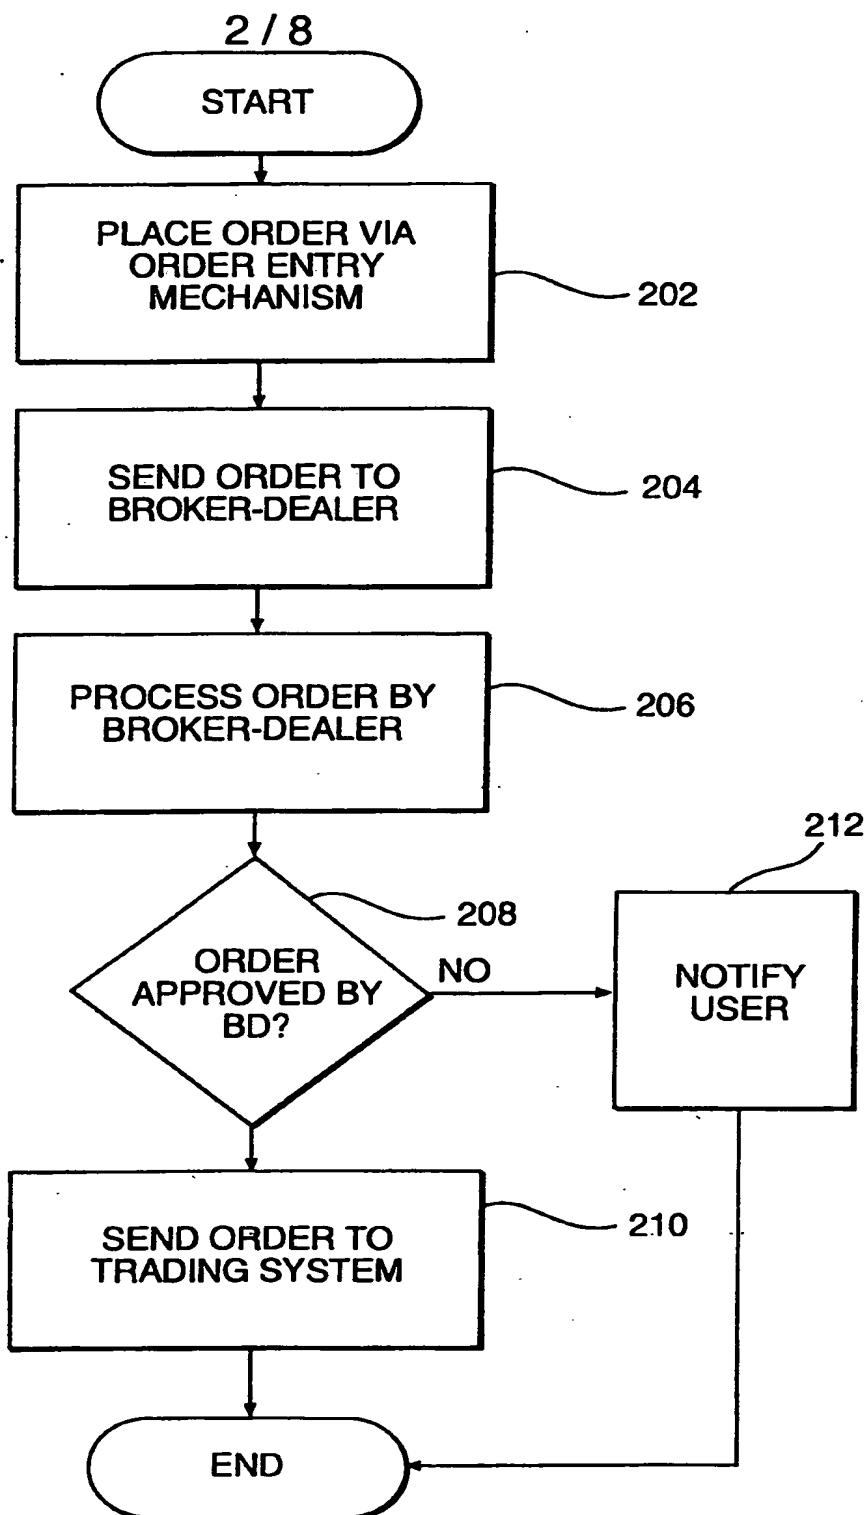 2 / 8
START
PLACE ORDER VIA
ORDER ENTRY
MECHANISM
202
SEND ORDER TO
BROKER-DEALER
204
PROCESS ORDER BY
BROKER-DEALER
206
212
208
ORDER
APPROVED BY
BD?
NO
NOTIFY
USER
SEND ORDER TO
TRADING SYSTEM
210
END